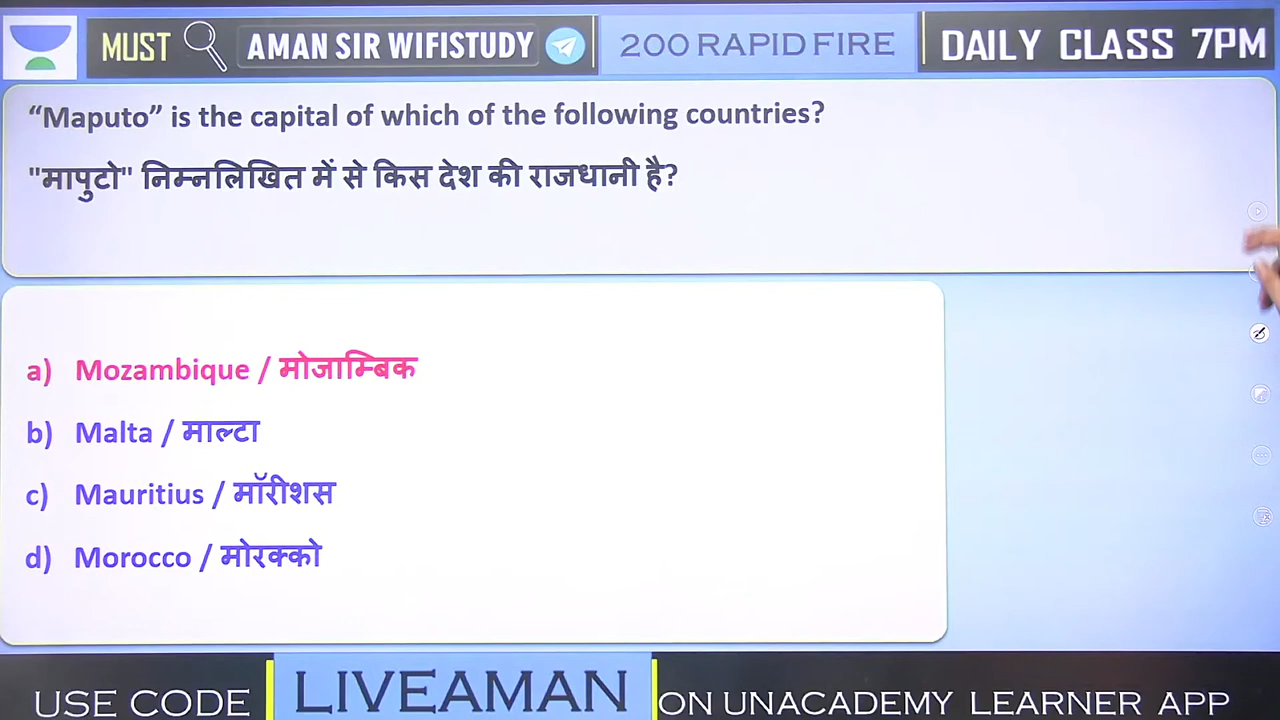 MUST AMAN SIR WIFISTUDY 200 RAPID FIRE DAILY CLASS 7PM
“Maputo” is the capital of which of the following countries?
"मापुटो" निम्नलिखित में से किस देश की राजधानी है?
a) Mozambique / मोजाम्बिक
b) Malta / माल्टा
c) Mauritius / मॉरीशस
d) Morocco / मोरक्को
USE CODE LIVEAMAN ON UNACADEMY LEARNER APP